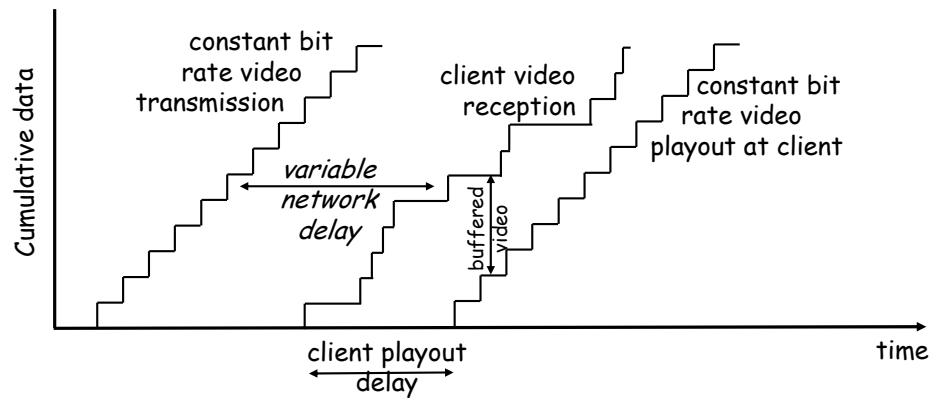 constant bit
rate video
transmission
client video
reception
constant bit
rate video
playout at client
Cumulative data
variable
network
delay
buffered
video
client playout
delay
time